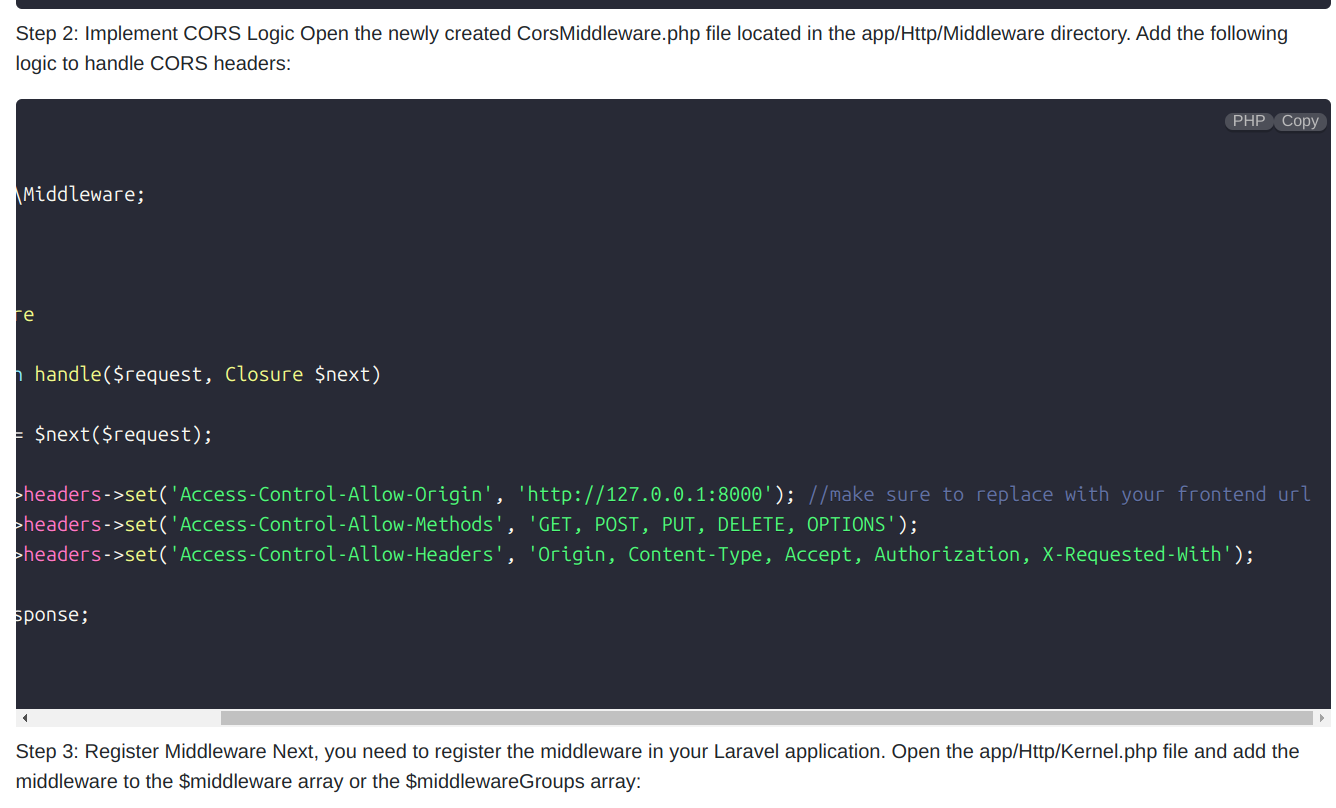 Step 2: Implement CORS Logic Open the newly created CorsMiddleware.php file located in the app/Http/Middleware directory. Add the following
logic to handle CORS headers:
PHP Copy
\Middleware;
re
n handle($request, Closure $next)
= $next($request);
>headers->set('Access-Control-Allow-Origin', 'http://127.0.0.1:8000'); //make sure to replace with your frontend url
>headers->set('Access-Control-Allow-Methods', 'GET, POST, PUT, DELETE, OPTIONS');
>headers->set('Access-Control-Allow-Headers', 'Origin, Content-Type, Accept, Authorization, X-Requested-With');
sponse;
Step 3: Register Middleware Next, you need to register the middleware in your Laravel application. Open the app/Http/Kernel.php file and add the
middleware to the $middleware array or the $middlewareGroups array: